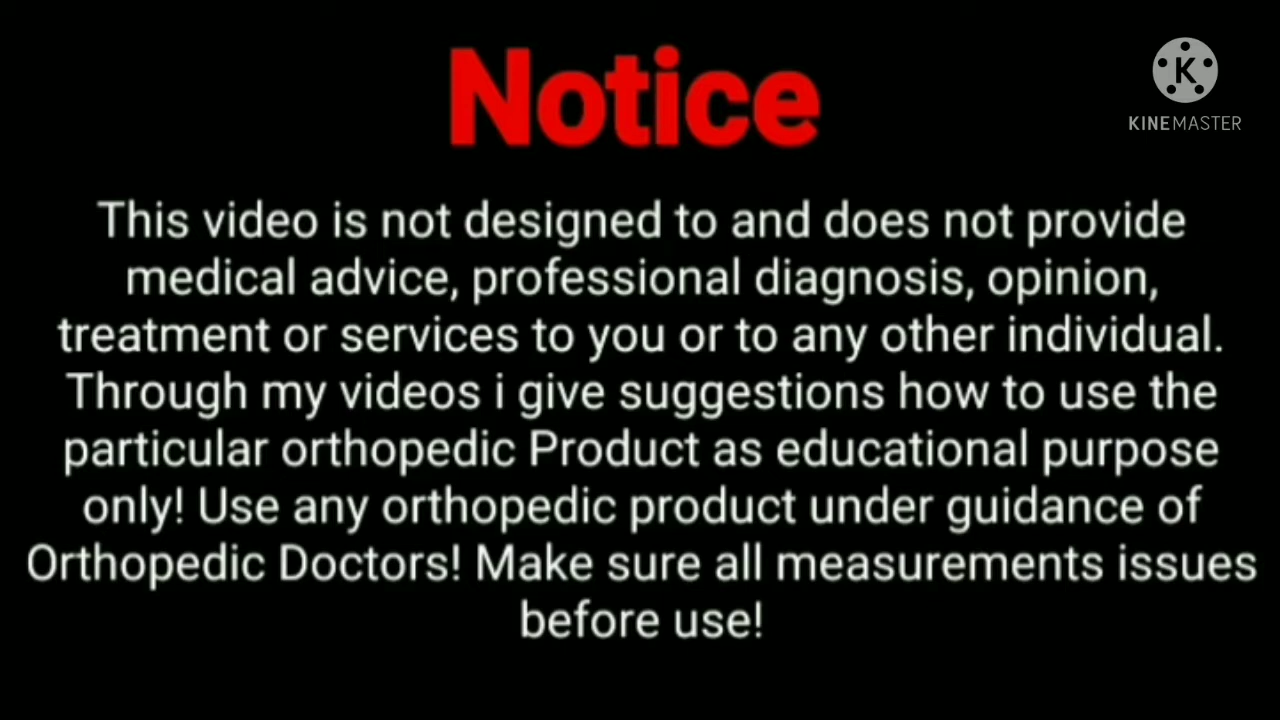 Notice
K
KINEMASTER
This video is not designed to and does not provide
medical advice, professional diagnosis, opinion,
treatment or services to you or to any other individual.
Through my videos i give suggestions how to use the
particular orthopedic Product as educational purpose
only! Use any orthopedic product under guidance of
Orthopedic Doctors! Make sure all measurements issues
before use!